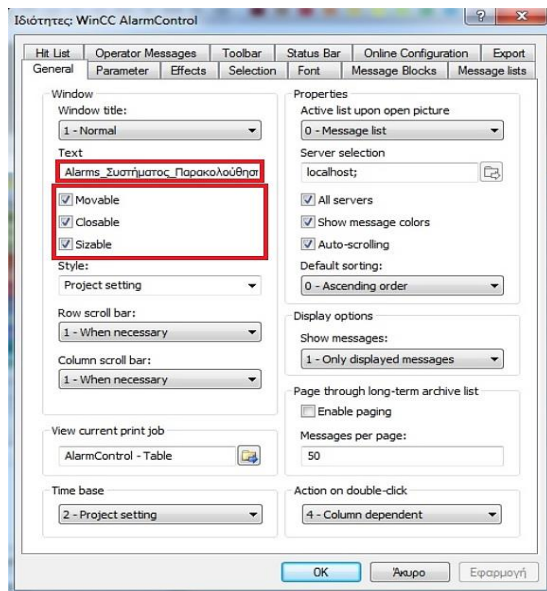 Ιδιότητες: WinCC AlarmControl
Hit List Operator Messages Toolbar Status Bar Online Configuration Export
General Parameter Effects Selection Font Message Blocks Message lists
Window
Window title:
1 - Normal
Text
Alarms_Συστήματος_Παρακολούθησ
Movable
Closable
Sizable
Style:
Project setting
Row scroll bar:
1 - When necessary
Column scroll bar:
1 - When necessary
View current print job
AlarmControl - Table
Time base
2 - Project setting
Properties
Active list upon open picture
0 - Message list
Server selection
localhost;
All servers
Show message colors
Auto-scrolling
Default sorting:
0 - Ascending order
Display options
Show messages:
1 - Only displayed messages
Page through long-term archive list
Enable paging
Messages per page:
50
Action on double-click
4 - Column dependent
OK Άκυρο Εφαρμογή